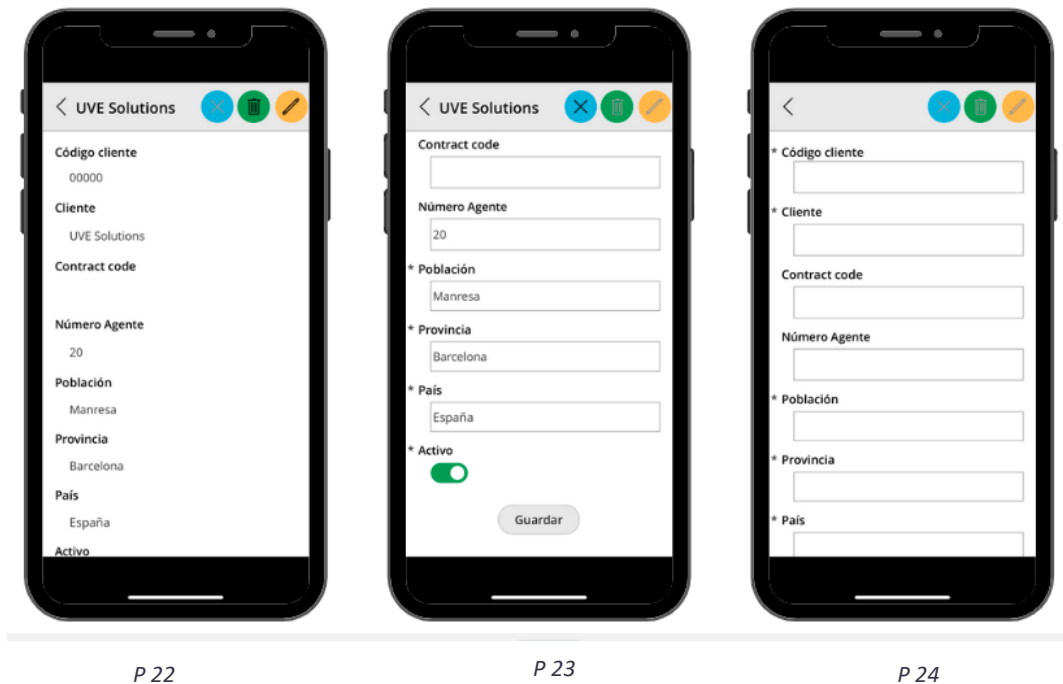 UVE Solutions
Código cliente
00000
Cliente
UVE Solutions
Contract code
Número Agente
20
Población
Manresa
Provincia
Barcelona
País
España
Activo
UVE Solutions
Contract code
Número Agente
20
* Población
Manresa
* Provincia
Barcelona
* País
España
* Activo
Guardar
* Código cliente
* Cliente
Contract code
Número Agente
* Población
* Provincia
* País
P 22
P 23
P 24